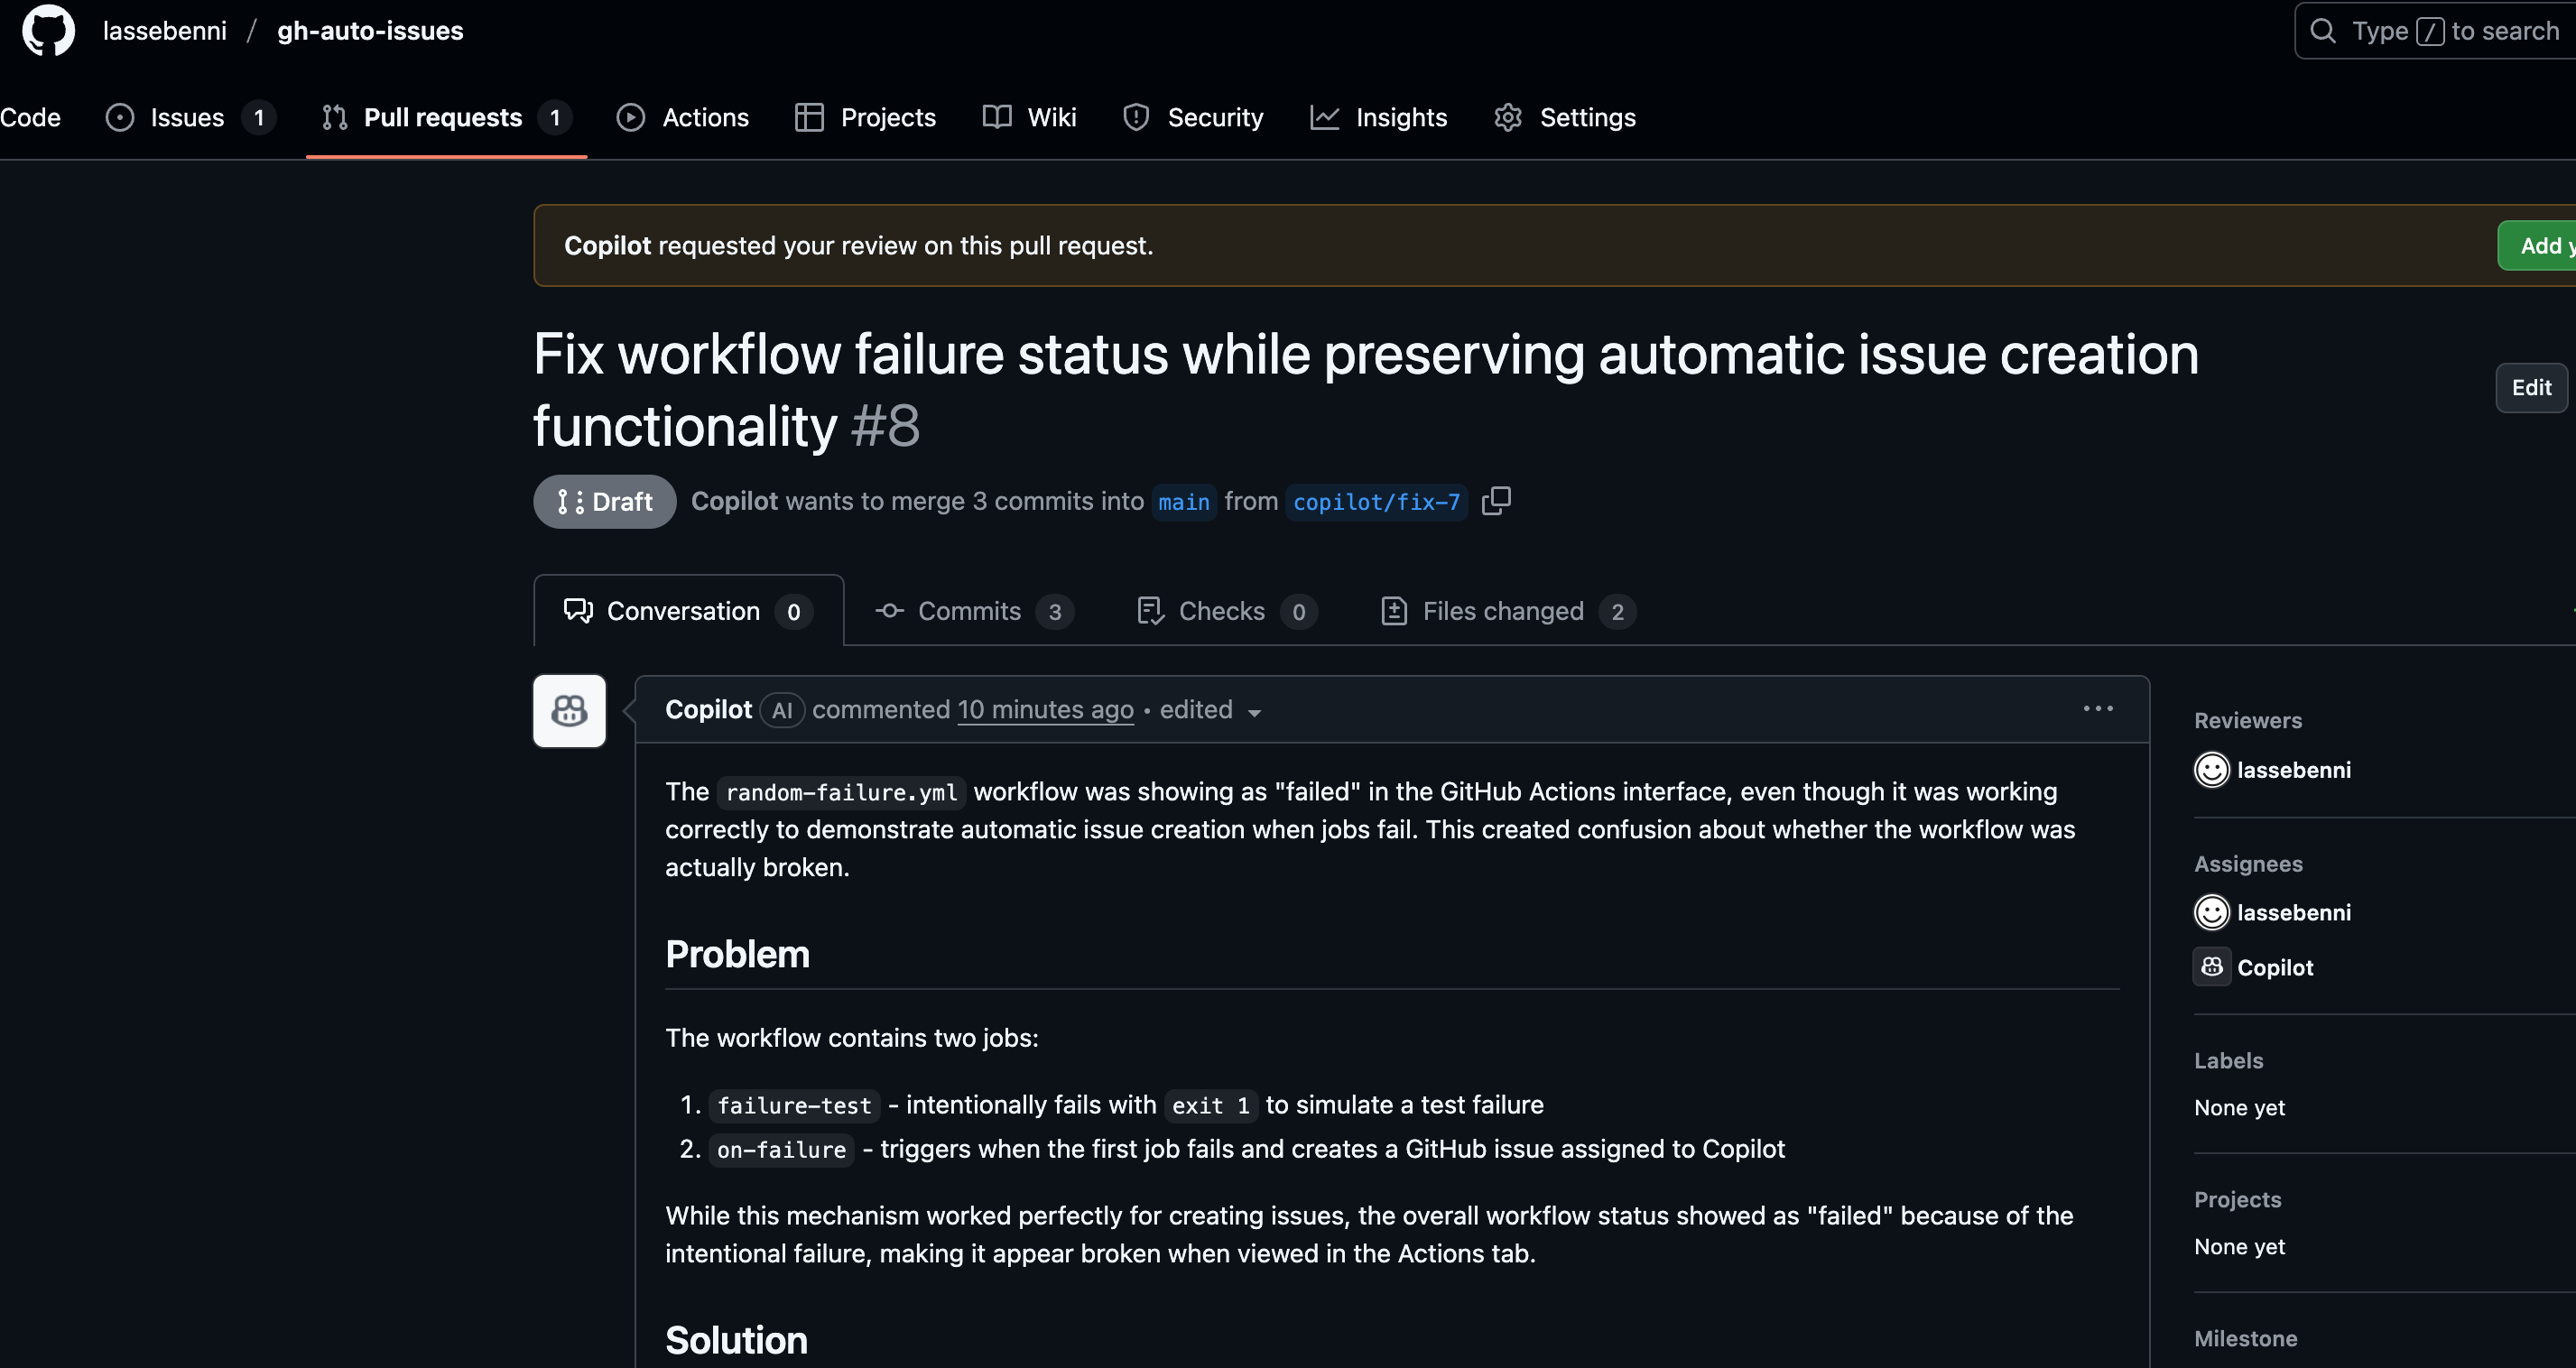 lassebenni / gh-auto-issues
Type / to search
Code Issues 1 Pull requests 1 Actions Projects Wiki Security Insights Settings
Copilot requested your review on this pull request.
Add y
Fix workflow failure status while preserving automatic issue creation
functionality #8
Edit
Draft Copilot wants to merge 3 commits into main from copilot/fix-7
Conversation 0 Commits 3 Checks 0 Files changed 2
Copilot AI commented 10 minutes ago • edited
The random-failure.yml workflow was showing as "failed" in the GitHub Actions interface, even though it was working
correctly to demonstrate automatic issue creation when jobs fail. This created confusion about whether the workflow was
actually broken.
Problem
The workflow contains two jobs:
1. failure-test - intentionally fails with exit 1 to simulate a test failure
2. on-failure - triggers when the first job fails and creates a GitHub issue assigned to Copilot
While this mechanism worked perfectly for creating issues, the overall workflow status showed as "failed" because of the
intentional failure, making it appear broken when viewed in the Actions tab.
Solution
Reviewers
lassebenni
Assignees
lassebenni
Copilot
Labels
None yet
Projects
None yet
Milestone